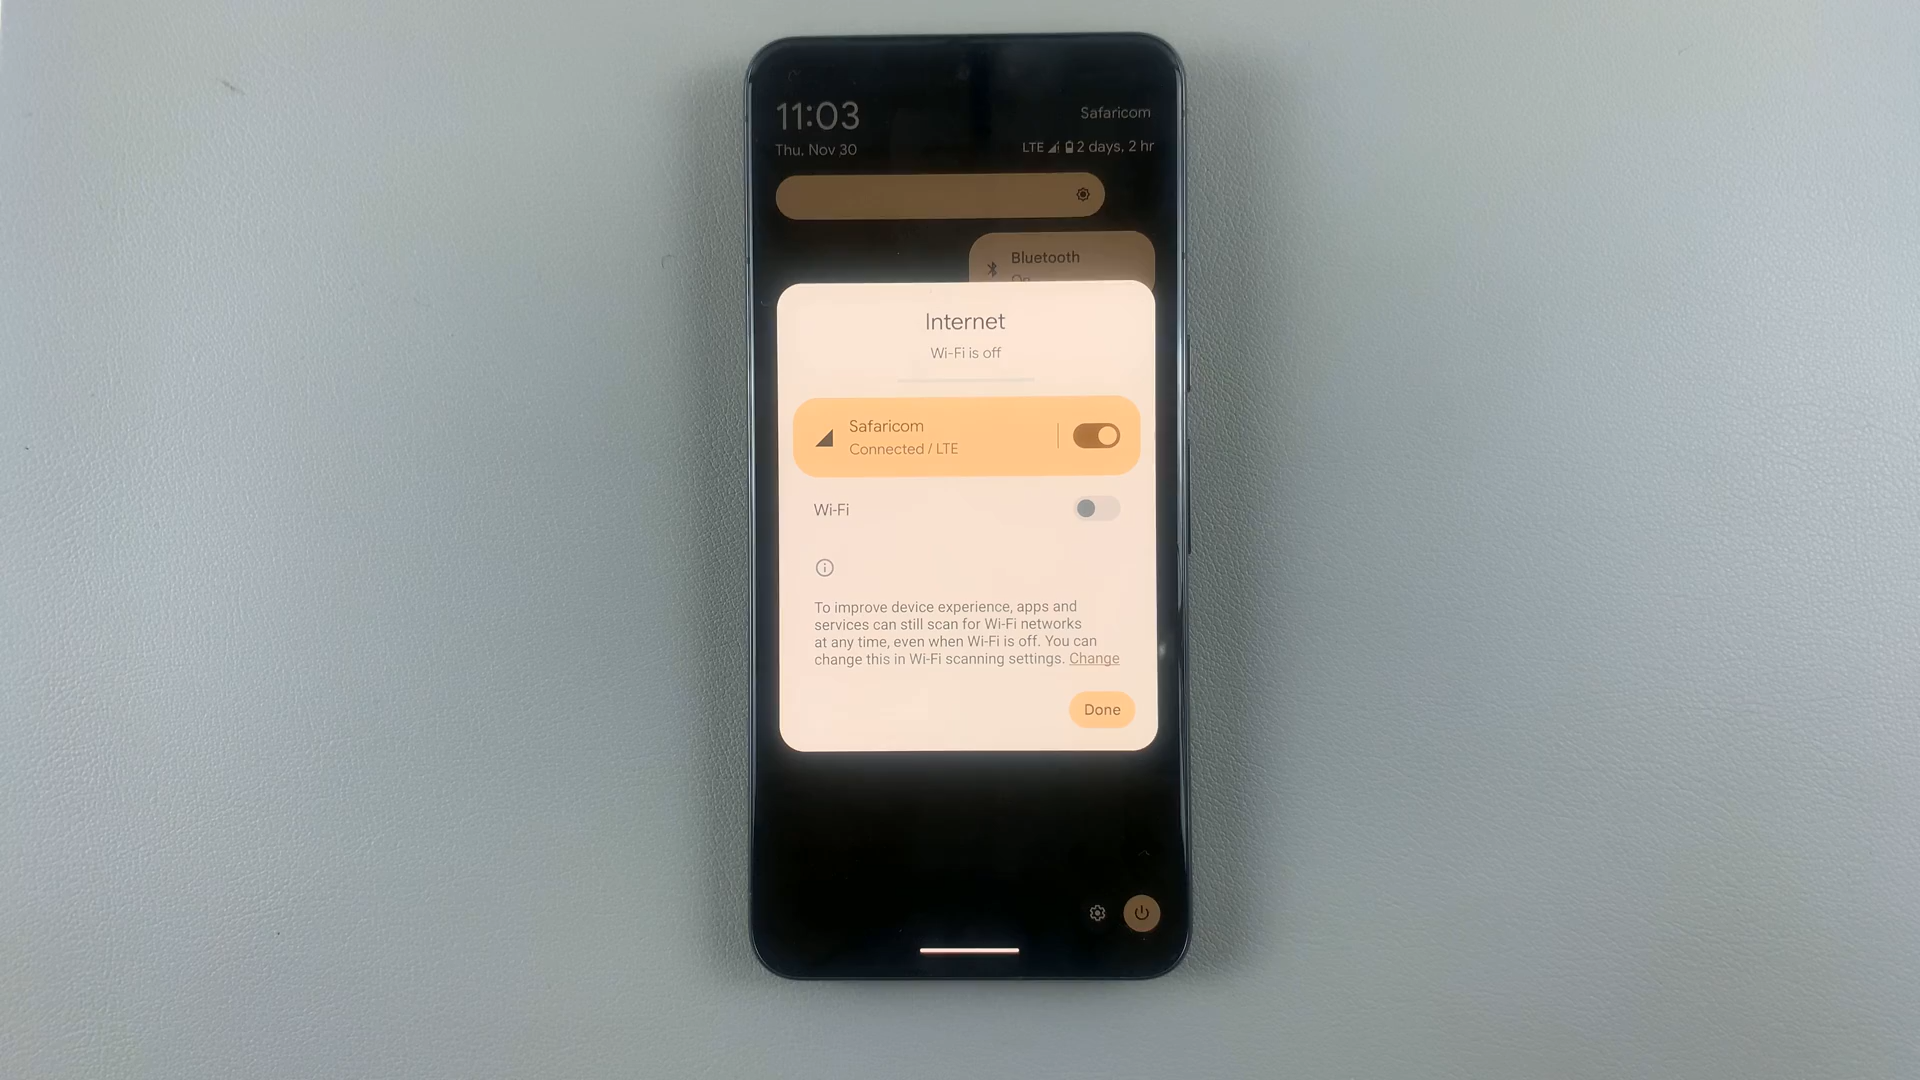 11:03
Safaricom
Thu, Nov 30
LTE 2 days, 2 hr
Bluetooth
On
Internet
Wi-Fi is off
Safaricom
Connected / LTE
Wi-Fi
To improve device experience, apps and
services can still scan for Wi-Fi networks
at any time, even when Wi-Fi is off. You can
change this in Wi-Fi scanning settings. Change
Done